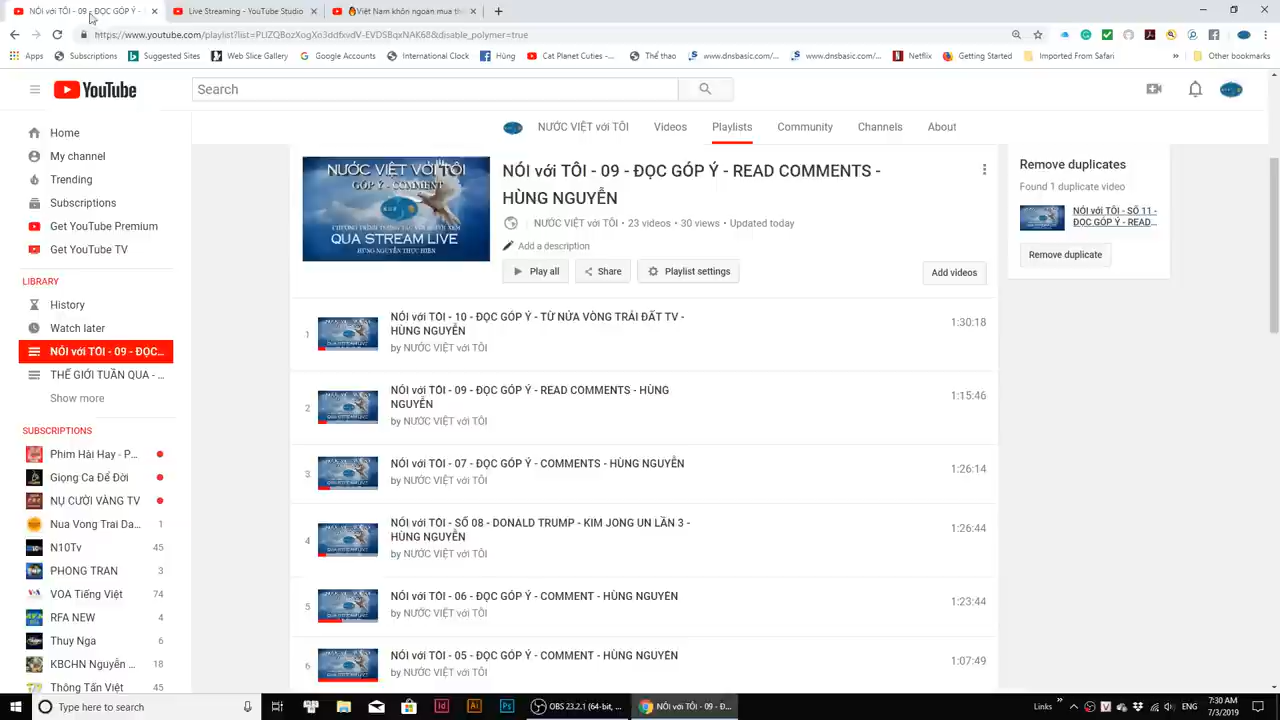 NÓI với TÔI - 09 - ĐỌC GÓP Ý -
Live Streaming - YouTube Studio
Việt Nam khôn ngoan mua th
https://www.youtube.com/playlist?list=PLIZQBozXogXo3ddfxvdV-EVDSBqxNAK68&disable_polymer=true
Apps
Subscriptions
Suggested Sites
Web Slice Gallery
Google Accounts
International Clock
Hùng
Cat Planet Cuties -...
Thể thao
www.dnsbasic.com/...
www.dnsbasic.com/...
Netflix
Getting Started
Imported From Safari
»
Other bookmarks
YouTube
Search
Home
My channel
Trending
Subscriptions
Get YouTube Premium
Get YouTube TV
LIBRARY
History
Watch later
NÓI với TÔI - 09 - ĐỌC...
THẾ GIỚI TUẦN QUA - ...
Show more
SUBSCRIPTIONS
Phim Hải Hay - P...
Giọng Ca Để Đời
NỤ CƯỜI VÀNG TV
Nua Vong Trai Da... 1
N10Tv 45
PHONG TRAN 3
VOA Tiếng Việt 74
RFA NEW 4
Thuy Nga 6
KBCHN Nguyễn ... 18
Thông Tấn Việt 45
NƯỚC VIỆT với TÔI
Videos
Playlists
Community
Channels
About
NƯỚC VIỆT VỚI TÔI
GÓP Ý - COMMENT
CHƯƠNG TRÌNH TƯƠNG TÁC VỚI NGƯỜI XEM
QUA STREAM LIVE
HÙNG NGUYỄN THỰC HIỆN
NÓI với TÔI - 09 - ĐỌC GÓP Ý - READ COMMENTS -
HÙNG NGUYỄN
NƯỚC VIỆT với TÔI • 23 videos • 30 views • Updated today
Add a description
Play all
Share
Playlist settings
Add videos
1
NÓI với TÔI - 10 - ĐỌC GÓP Ý - TỪ NỬA VÒNG TRÁI ĐẤT TV -
HÙNG NGUYỄN
by NƯỚC VIỆT với TÔI
1:30:18
2
NÓI với TÔI - 09 - ĐỌC GÓP Ý - READ COMMENTS - HÙNG
NGUYỄN
by NƯỚC VIỆT với TÔI
1:15:46
3
NÓI với TÔI - 07 - ĐỌC GÓP Ý - COMMENTS - HÙNG NGUYỄN
by NƯỚC VIỆT với TÔI
1:26:14
4
NÓI với TÔI - SỐ 08 - DONALD TRUMP - KIM JONG UN LẦN 3 -
HÙNG NGUYỄN
by NƯỚC VIỆT với TÔI
1:26:44
5
NÓI với TÔI - 06 - ĐỌC GÓP Ý - COMMENT - HÙNG NGUYỄN
by NƯỚC VIỆT với TÔI
1:23:44
6
NÓI với TÔI - 05 - ĐỌC GÓP Ý - COMMENT - HÙNG NGUYỄN
by NƯỚC VIỆT với TÔI
1:07:49
Remove duplicates
Found 1 duplicate video
NÓI với TÔI - SỐ 11 -
ĐỌC GÓP Ý - READ...
Remove duplicate
Type here to search
OBS 23.2.1 (64-bit, ...
NÓI với TÔI - 09 - Đ...
Links
»
7:30 AM
7/3/2019